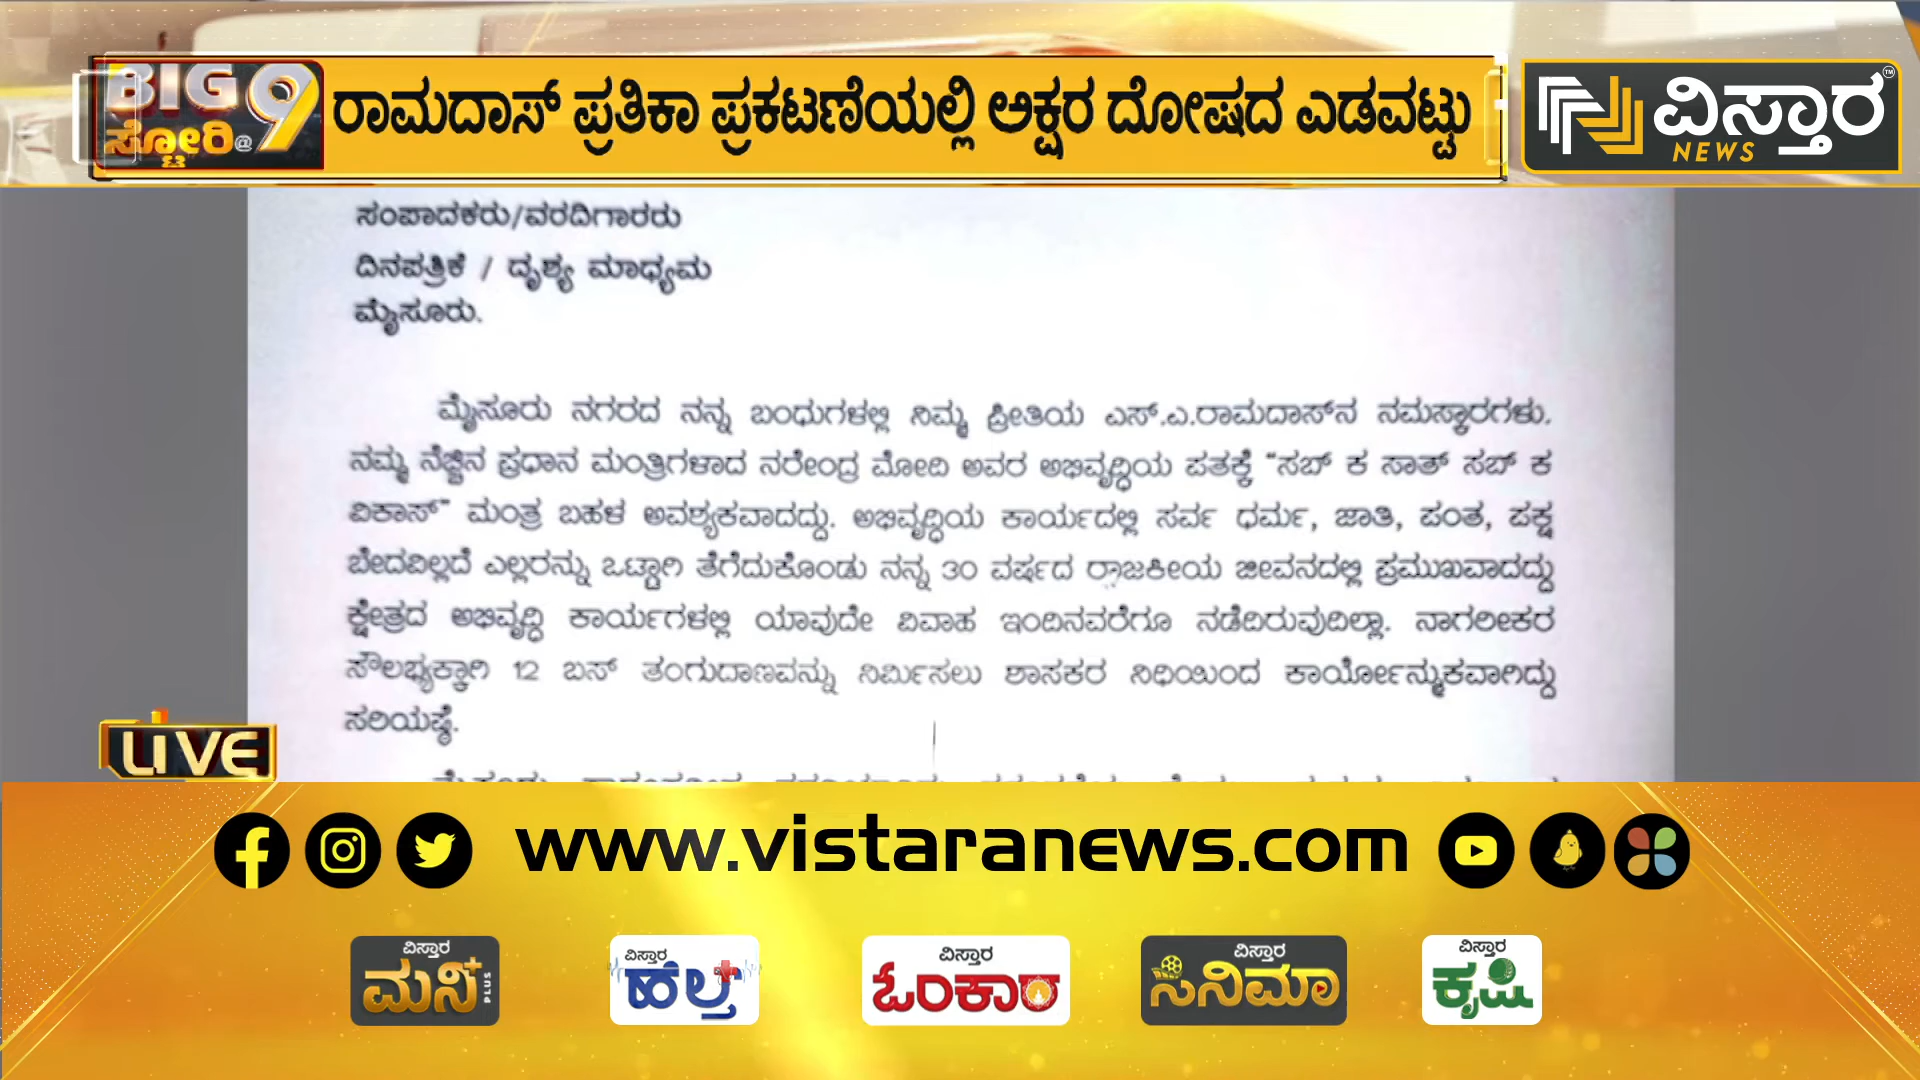 BIG 9
ಸ್ಟೋರಿ@
ರಾಮದಾಸ್ ಪ್ರತಿಕಾ ಪ್ರಕಟಣೆಯಲ್ಲಿ ಅಕ್ಷರ ದೋಷದ ಎಡವಟ್ಟು
ವಿಸ್ತಾರ
NEWS
ಸಂಪಾದಕರು/ವರದಿಗಾರರು
ದಿನಪತ್ರಿಕೆ / ದೃಶ್ಯ ಮಾಧ್ಯಮ
ಮೈಸೂರು.
ಮೈಸೂರು ನಗರದ ನನ್ನ ಬಂಧುಗಳಲ್ಲಿ ನಿಮ್ಮ ಪ್ರೀತಿಯ ಎಸ್.ಎ.ರಾಮದಾಸ್‌ನ ನಮಸ್ಕಾರಗಳು.
ನಮ್ಮ ನೆಚ್ಚಿನ ಪ್ರಧಾನ ಮಂತ್ರಿಗಳಾದ ನರೇಂದ್ರ ಮೋದಿ ಅವರ ಅಭಿವೃದ್ಧಿಯ ಪತಕ್ಕೆ "ಸಬ್ ಕ ಸಾತ್ ಸಬ್ ಕ
ವಿಕಾಸ್" ಮಂತ್ರ ಬಹಳ ಅವಶ್ಯಕವಾದದ್ದು. ಅಭಿವೃದ್ಧಿಯ ಕಾರ್ಯದಲ್ಲಿ ಸರ್ವ ಧರ್ಮ, ಜಾತಿ, ಪಂತ, ಪಕ್ಷ
ಬೇದವಿಲ್ಲದೆ ಎಲ್ಲರನ್ನು ಒಟ್ಟಾಗಿ ತೆಗೆದುಕೊಂಡು ನನ್ನ 30 ವರ್ಷದ ರಾಜಕೀಯ ಜೀವನದಲ್ಲಿ ಪ್ರಮುಖವಾದದ್ದು
ಕ್ಷೇತ್ರದ ಅಭಿವೃದ್ಧಿ ಕಾರ್ಯಗಳಲ್ಲಿ ಯಾವುದೇ ವಿವಾಹ ಇಂದಿನವರೆಗೂ ನಡೆದಿರುವುದಿಲ್ಲಾ. ನಾಗರೀಕರ
ಸೌಲಭ್ಯಕ್ಕಾಗಿ 12 ಬಸ್ ತಂಗುದಾಣವನ್ನು ನಿರ್ಮಿಸಲು ಶಾಸಕರ ನಿಧಿಯಿಂದ ಕಾರ್ಯೋನ್ಮುಕವಾಗಿದ್ದು
ಸರಿಯಷ್ಠೆ.
LIVE
www.vistaranews.com
ವಿಸ್ತಾರ
ಮನಿ PLUS
ವಿಸ್ತಾರ
ಹೆಲ್ತ್
ವಿಸ್ತಾರ
ಓಂಕಾರ
ವಿಸ್ತಾರ
ಸಿನಿಮಾ
ವಿಸ್ತಾರ
ಕೃಷಿ